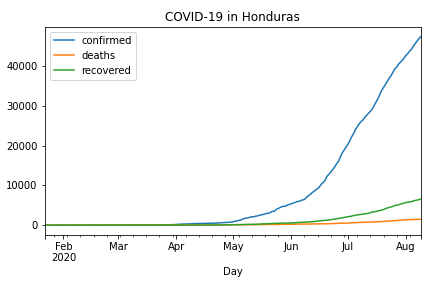 COVID-19 in Honduras
confirmed
deaths
recovered
40000
30000
20000
10000
0
Feb Mar Apr May Jun Jul Aug
2020
Day